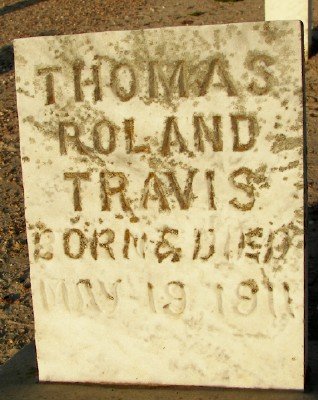 THOMAS
ROLAND
TRAVIS
BORN & DIED
MAY 19 1911